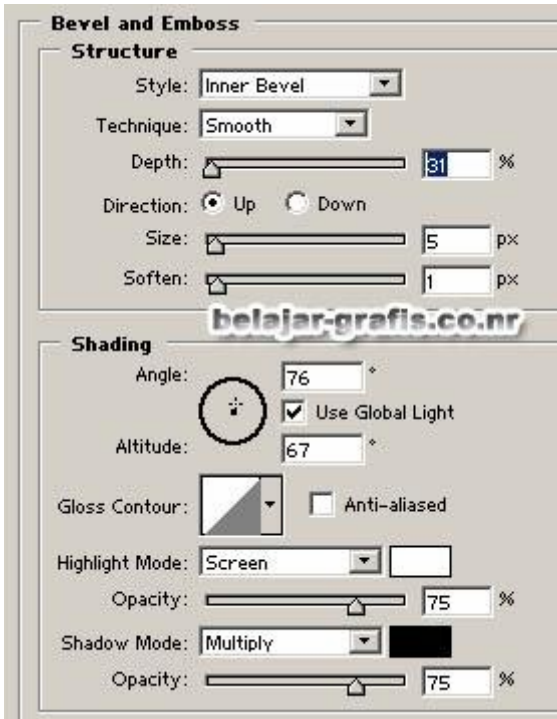 Bevel and Emboss
Structure
Style: Inner Bevel
Technique: Smooth
Depth: 31 %
Direction: Up Down
Size: 5 px
Soften: 1 px
belajar-grafis.co.nr
Shading
Angle: 76 °
Use Global Light
Altitude: 67 °
Gloss Contour: Anti-aliased
Highlight Mode: Screen
Opacity: 75 %
Shadow Mode: Multiply
Opacity: 75 %